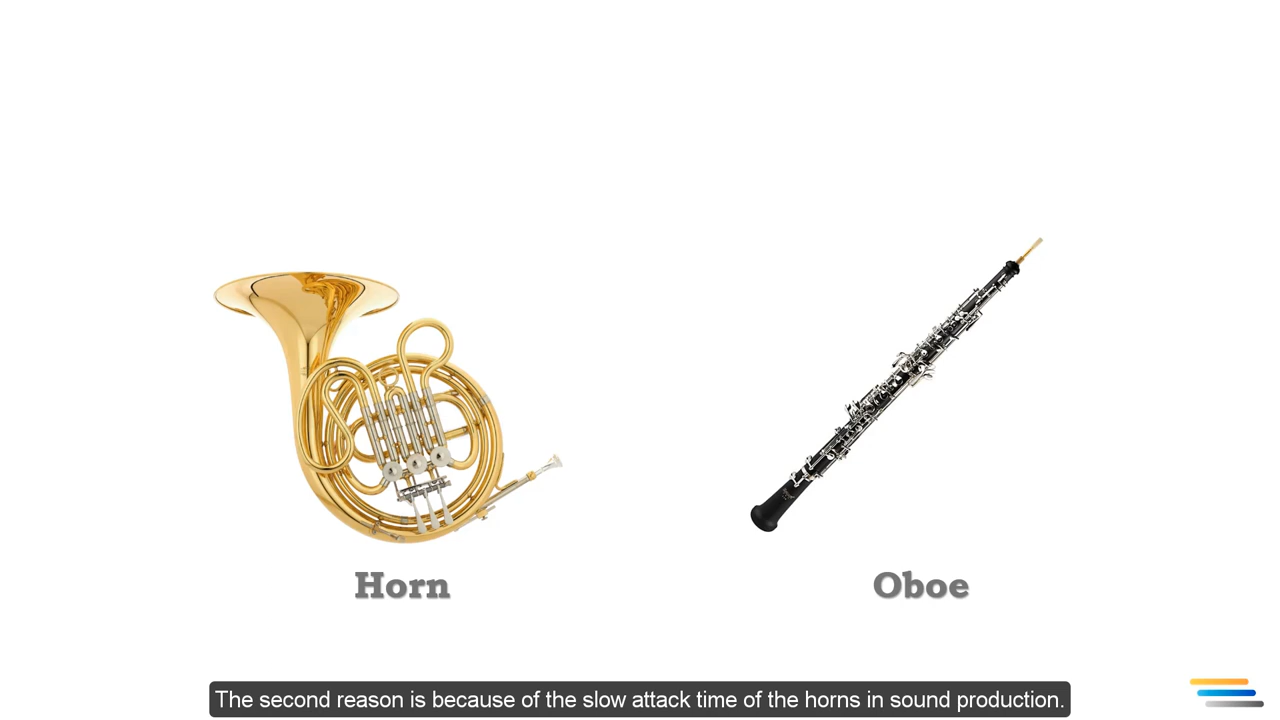 Horn
Oboe
The second reason is because of the slow attack time of the horns in sound production.